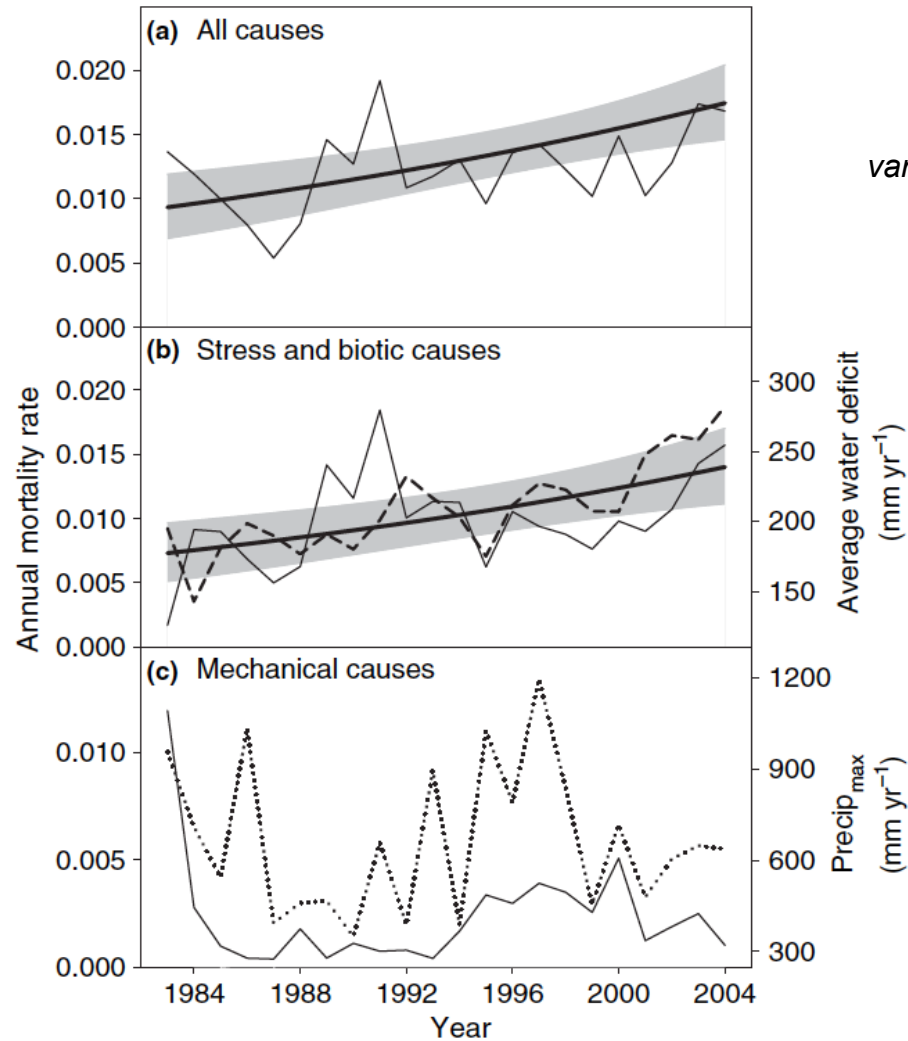 (a) All causes
0.020
0.015
0.010
0.005
0.000
var
(b) Stress and biotic causes
0.020
0.015
0.010
0.005
0.000
300
250
200
150
Annual mortality rate
Average water deficit
(mm yr⁻¹)
(c) Mechanical causes
0.010
0.005
0.000
1200
900
600
300
Precipmax
(mm yr⁻¹)
1984 1988 1992 1996 2000 2004
Year